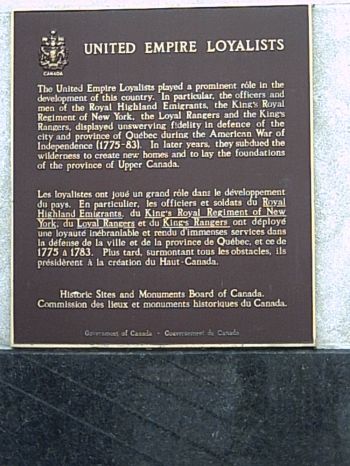 UNITED EMPIRE LOYALISTS
CANADA
The United Empire Loyalists played a prominent rôle in the
development of this country. In particular, the officers and
men of the Royal Highland Emigrants, the King's Royal
Regiment of New York, the Loyal Rangers and the King's
Rangers, displayed unswerving fidelity in defence of the
city and province of Québec during the American War of
Independence (1775-83). In later years, they subdued the
wilderness to create new homes and to lay the foundations
of the province of Upper Canada.
Les loyalistes ont joué un grand rôle dans le développement
du pays. En particulier, les officiers et soldats du Royal
Highland Emigrants, du King's Royal Regiment of New
York, du Loyal Rangers et du King's Rangers ont déployé
une loyauté inébranlable et rendu d'immenses services dans
la défense de la ville et de la province de Québec, et ce de
1775 à 1783. Plus tard, surmontant tous les obstacles, ils
présidèrent à la création du Haut-Canada.
Historic Sites and Monuments Board of Canada.
Commission des lieux et monuments historiques du Canada.
Government of Canada - Gouvernement du Canada